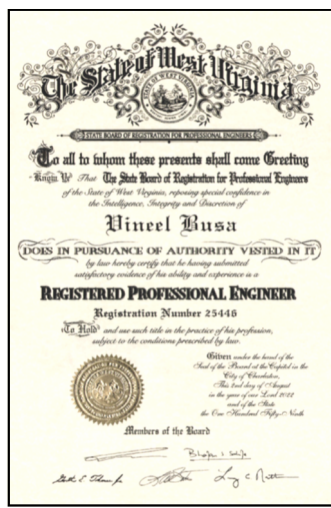 The State of West Virginia
STATE BOARD OF REGISTRATION FOR PROFESSIONAL ENGINEERS
To all to whom these presents shall come Greeting
Know Ye That The State Board of Registration for Professional Engineers
of the State of West Virginia, reposing special confidence in
the Intelligence, Integrity and Discretion of
Vineel Busa
DOES IN PURSUANCE OF AUTHORITY VESTED IN IT
by law hereby certify that he having submitted
satisfactory evidence of his ability and experience is a
REGISTERED PROFESSIONAL ENGINEER
Registration Number 25446
To Hold and use such title in the practice of his profession,
subject to the conditions prescribed by law.
Given under the hand of the
Seal of the Board at the Capitol in the
City of Charleston,
This 2nd day of August
in the year of our Lord 2022
and of the State
the One Hundred Fifty-Ninth
Members of the Board